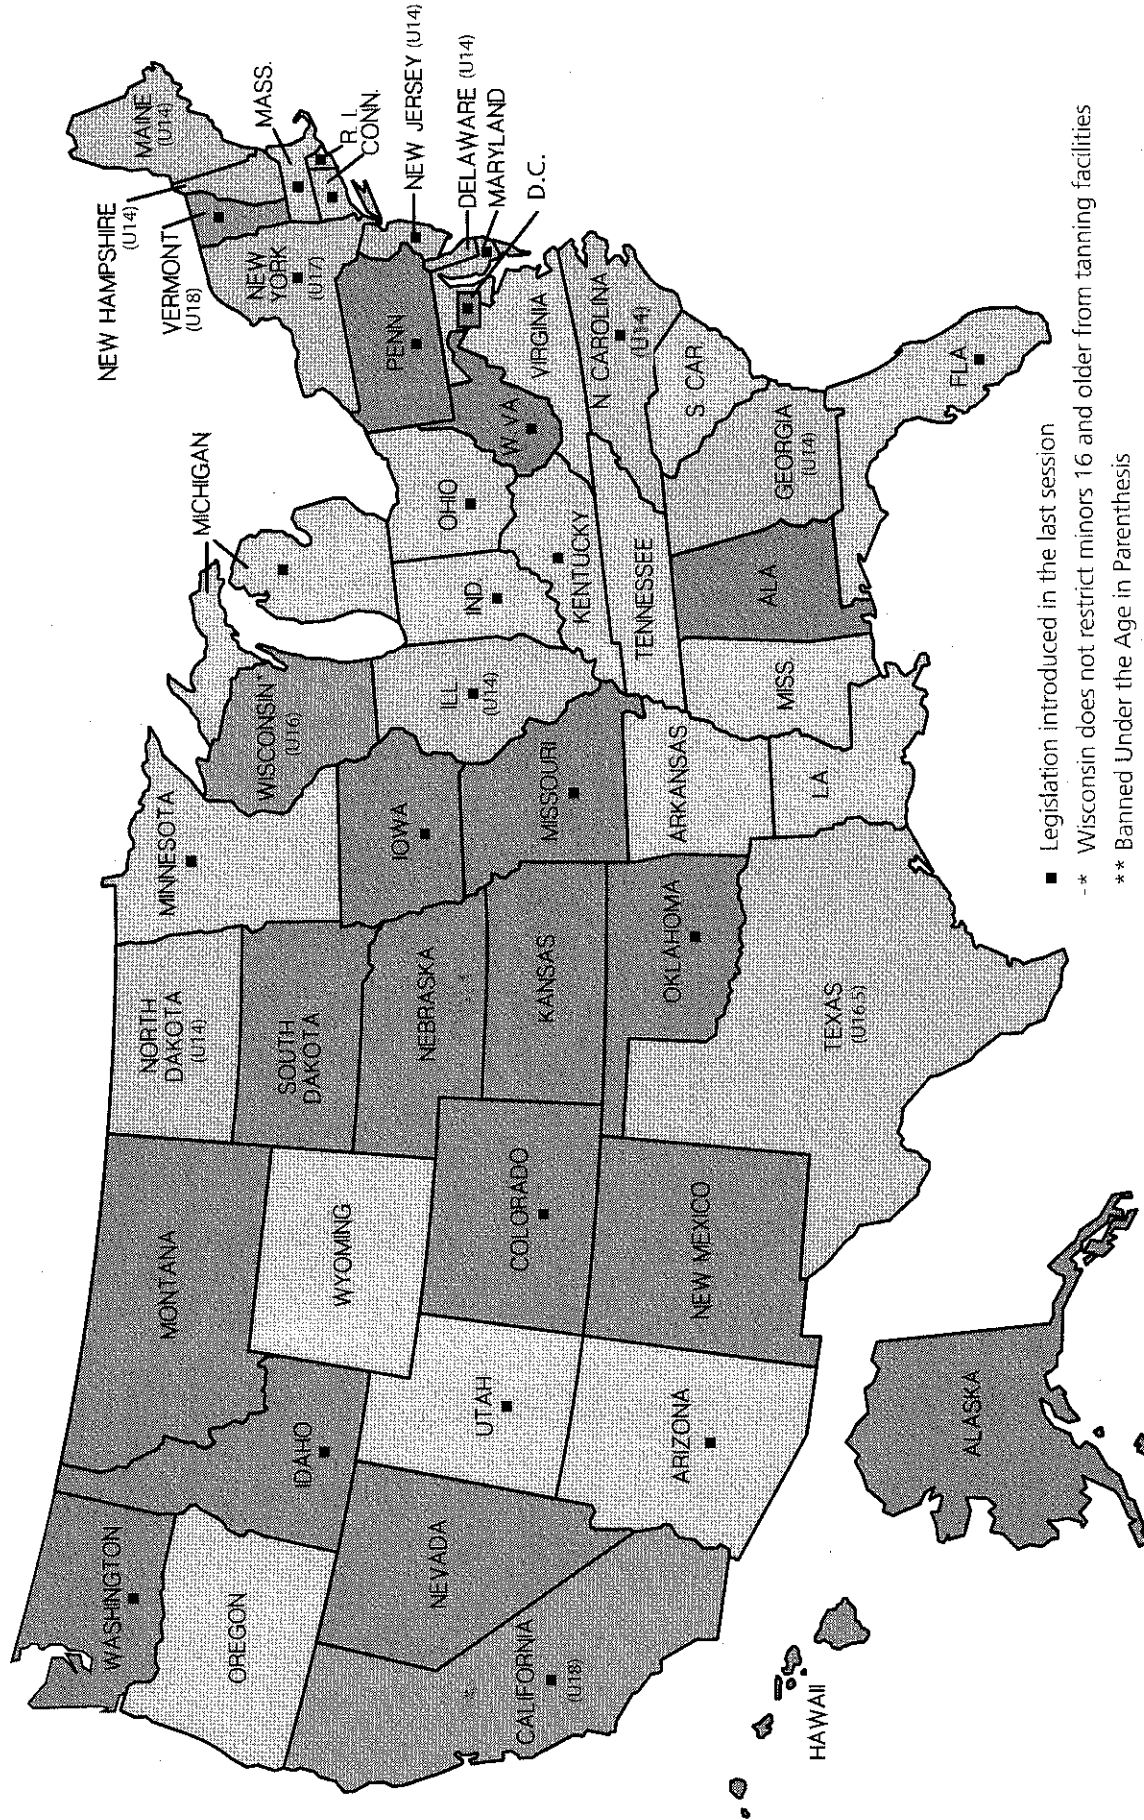 WASHINGTON
OREGON
CALIFORNIA
(U18)
NEVADA
IDAHO
MONTANA
WYOMING
UTAH
ARIZONA
COLORADO
NEW MEXICO
NORTH
DAKOTA
(U14)
SOUTH
DAKOTA
NEBRASKA
KANSAS
OKLAHOMA
TEXAS
(U16.5)
MINNESOTA
IOWA
MISSOURI
ARKANSAS
LA
WISCONSIN*
(U16)
ILL
(U14)
MICHIGAN
IND
OHIO
KENTUCKY
TENNESSEE
MISS.
ALA
GEORGIA
(U14)
FLA
S. CAR
N CAROLINA
(U14)
VIRGINIA
W VA
PENN
NEW
YORK
(U17)
VERMONT
(U18)
NEW HAMPSHIRE
(U14)
MAINE
(U14)
MASS.
R. I.
CONN.
NEW JERSEY (U14)
DELAWARE (U14)
MARYLAND
D.C.
ALASKA
HAWAII
■ Legislation introduced in the last session
-* Wisconsin does not restrict minors 16 and older from tanning facilities
** Banned Under the Age in Parenthesis